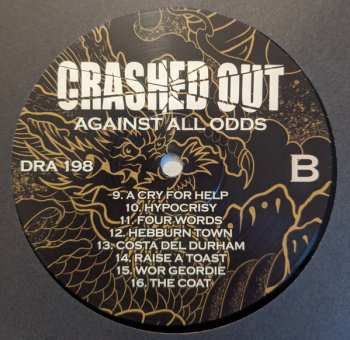 CRASHED OUT
AGAINST ALL ODDS
DRA 198
B
9. A CRY FOR HELP
10. HYPOCRISY
11. FOUR WORDS
12. HEBBURN TOWN
13. COSTA DEL DURHAM
14. RAISE A TOAST
15. WOR GEORDIE
16. THE COAT